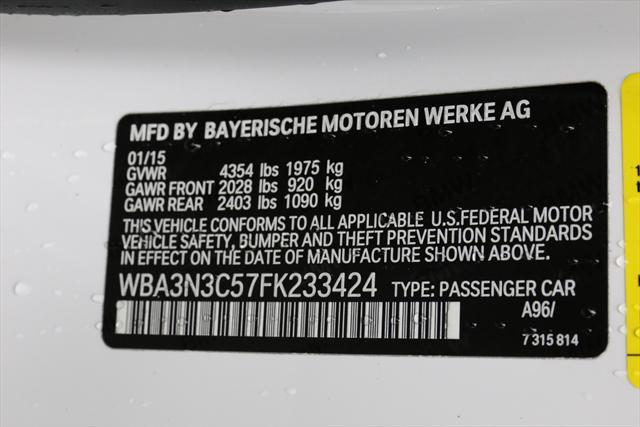 MFD BY BAYERISCHE MOTOREN WERKE AG
01/15
GVWR 4354 lbs 1975 kg
GAWR FRONT 2028 lbs 920 kg
GAWR REAR 2403 lbs 1090 kg
THIS VEHICLE CONFORMS TO ALL APPLICABLE U.S.FEDERAL MOTOR
VEHICLE SAFETY, BUMPER AND THEFT PREVENTION STANDARDS
IN EFFECT ON THE DATE OF MANUFACTURE SHOWN ABOVE.
WBA3N3C57FK233424 TYPE: PASSENGER CAR
A96/
7 315 814